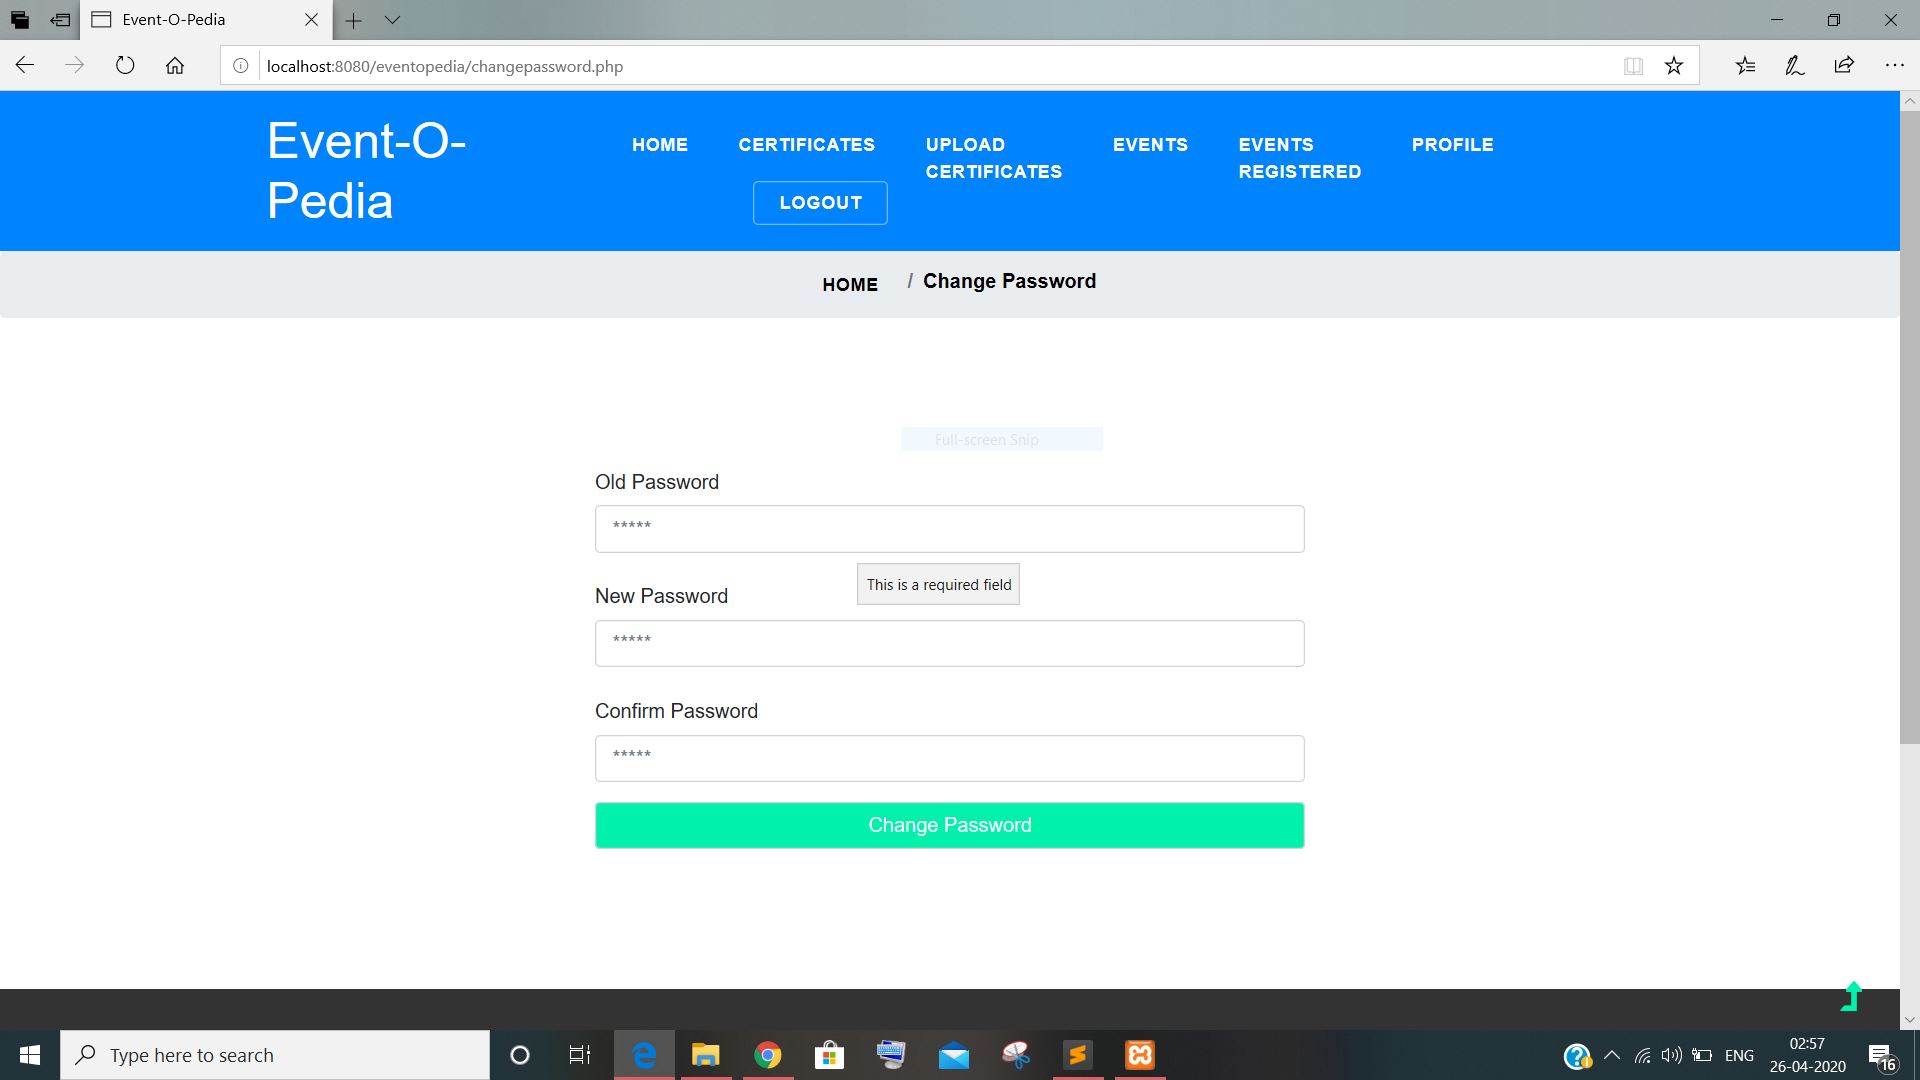 Event-O-Pedia
localhost:8080/eventopedia/changepassword.php
Event-O-
Pedia
HOME
CERTIFICATES
UPLOAD
CERTIFICATES
EVENTS
EVENTS
REGISTERED
PROFILE
LOGOUT
HOME / Change Password
Full-screen Snip
Old Password
*****
This is a required field
New Password
*****
Confirm Password
*****
Change Password
Type here to search
ENG
02:57
26-04-2020
16